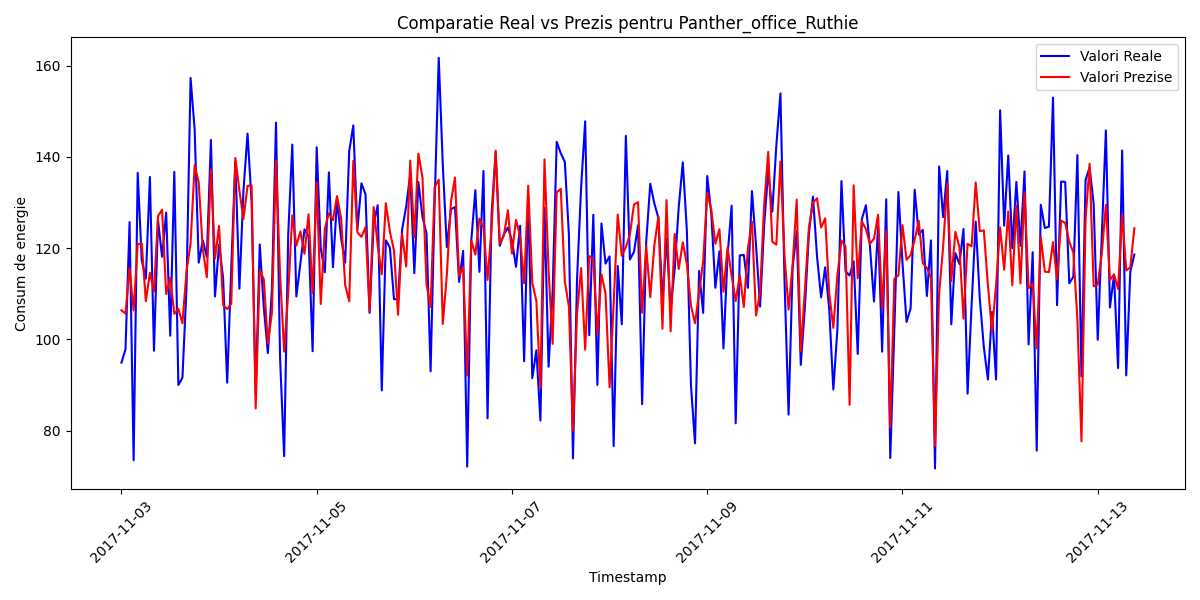 Comparatie Real vs Prezis pentru Panther_office_Ruthie
Valori Reale
Valori Prezise
Consum de energie
160
140
120
100
80
2017-11-03
2017-11-05
2017-11-07
2017-11-09
2017-11-11
2017-11-13
Timestamp